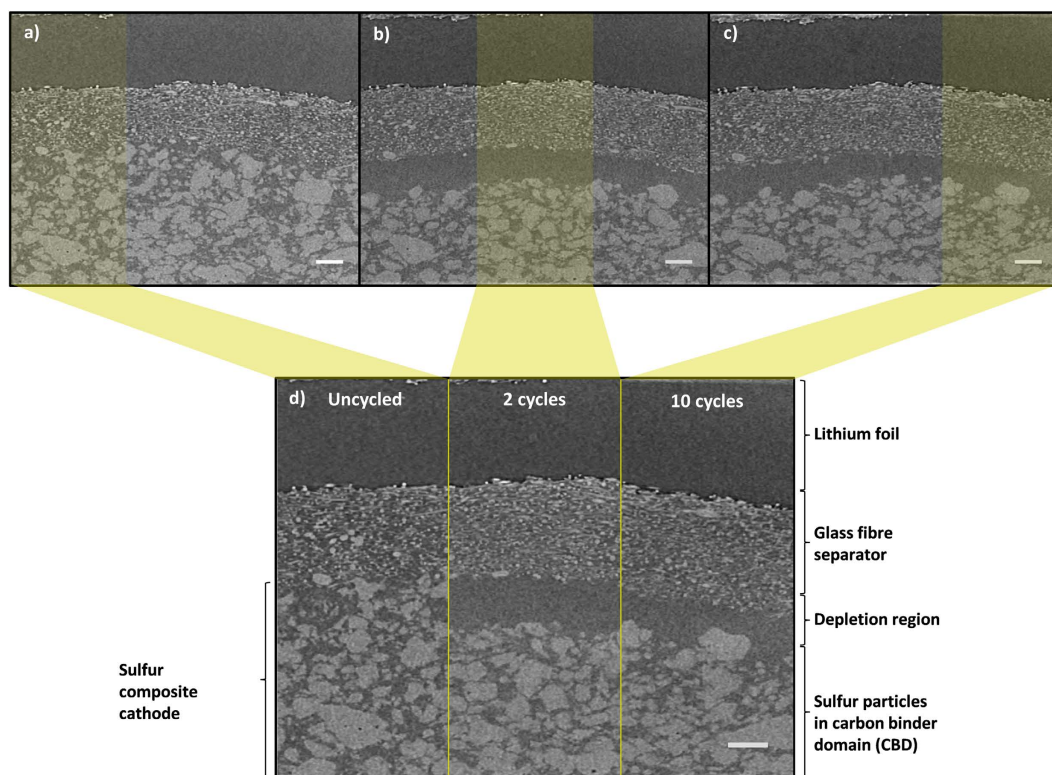 a)
b)
c)
d)
Uncycled
2 cycles
10 cycles
Lithium foil
Glass fibre
separator
Depletion region
Sulfur
composite
cathode
Sulfur particles
in carbon binder
domain (CBD)